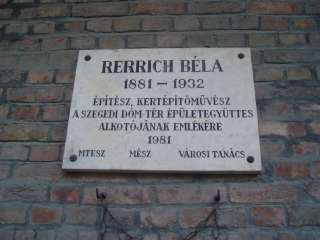 RERRICH BÉLA
1881-1932
ÉPÍTÉSZ, KERTÉPÍTŐMŰVÉSZ
A SZEGEDI DÓM TÉR ÉPÜLETEGYÜTTES
ALKOTÓJÁNAK EMLÉKÉRE
1981
MTESZ MÉSZ VÁROSI TANÁCS